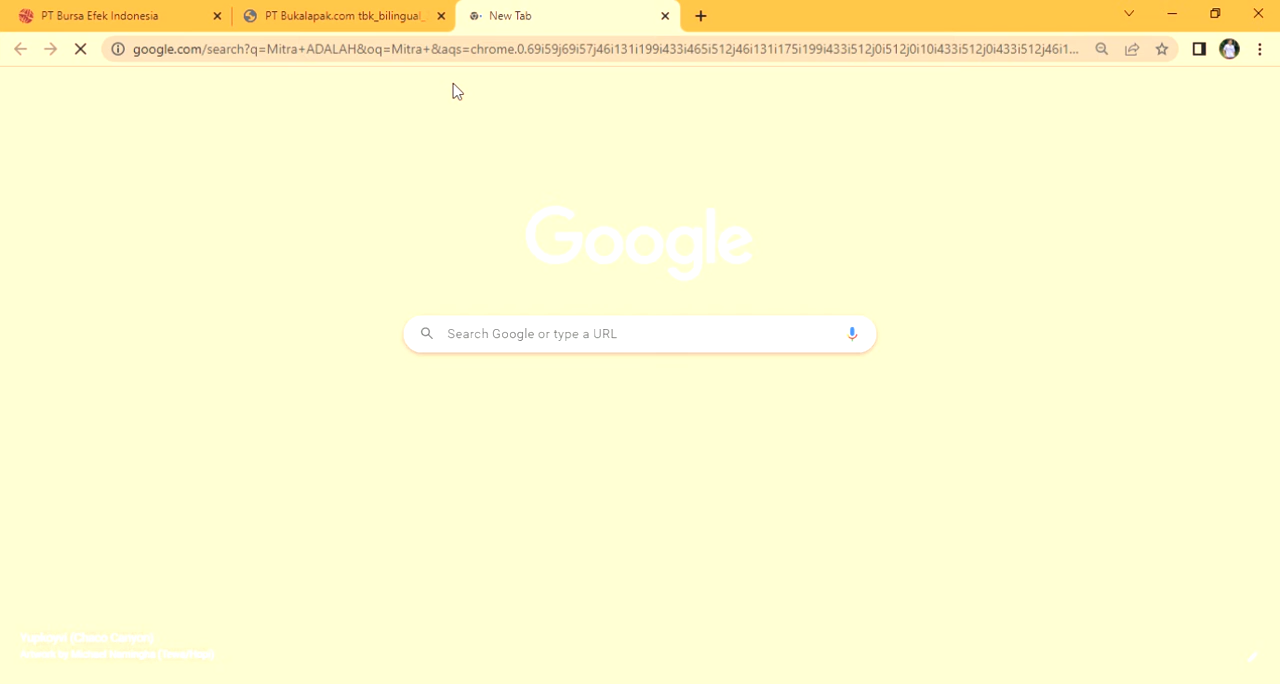 PT Bursa Efek Indonesia
PT Bukalapak.com tbk_bilingual_
New Tab
google.com/search?q=Mitra+ADALAH&oq=Mitra+&aqs=chrome.0.69i59j69i57j46i131i199i433i465i512j46i131i175i199i433i512j0i512j0i10i433i512j0i433i512j46i1...
Google
Search Google or type a URL